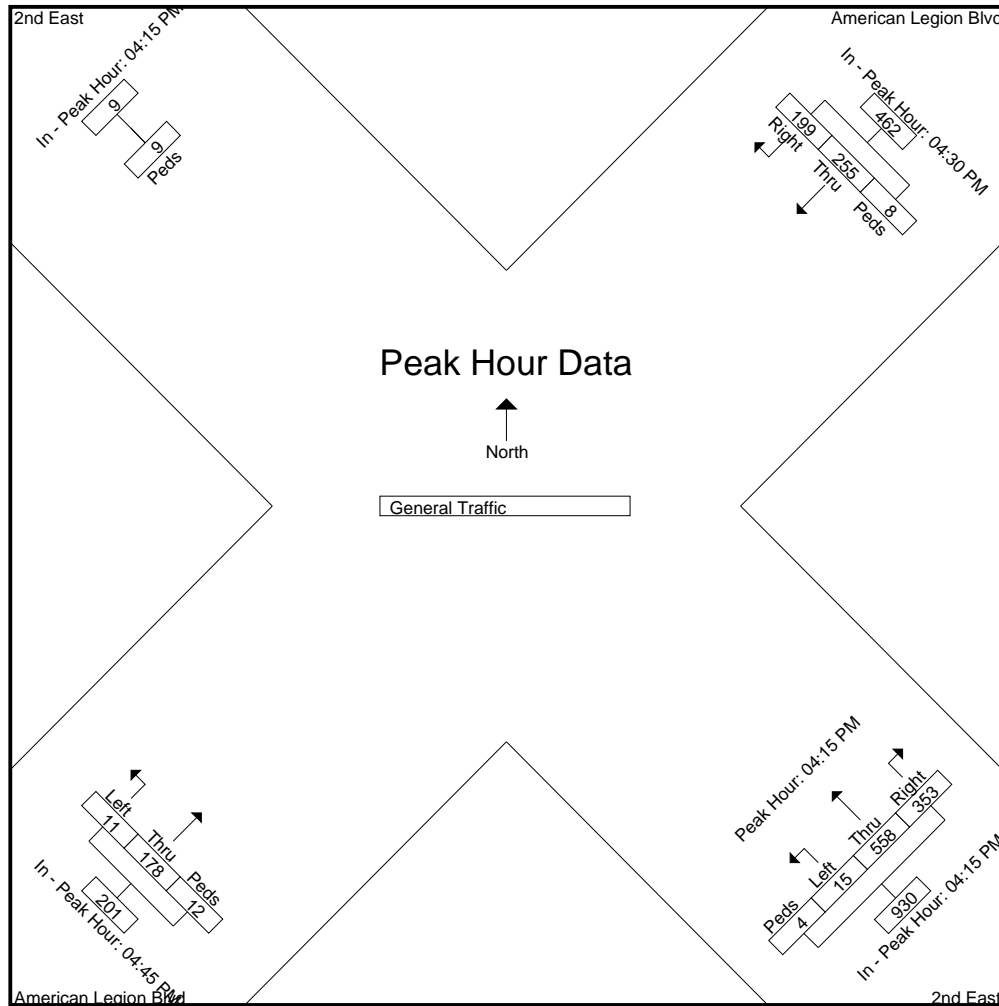 2nd East
American Legion Blvd
In - Peak Hour: 04:15 PM
9
9
Peds
In - Peak Hour: 04:30 PM
462
199
255
8
Right
Thru
Peds
Peak Hour Data
North
General Traffic
Left
Thru
Peds
11
178
12
201
In - Peak Hour: 04:45 PM
American Legion Blvd
Peak Hour: 04:15 PM
Peds
Left
Thru
Right
4
15
558
353
930
In - Peak Hour: 04:15 PM
2nd East